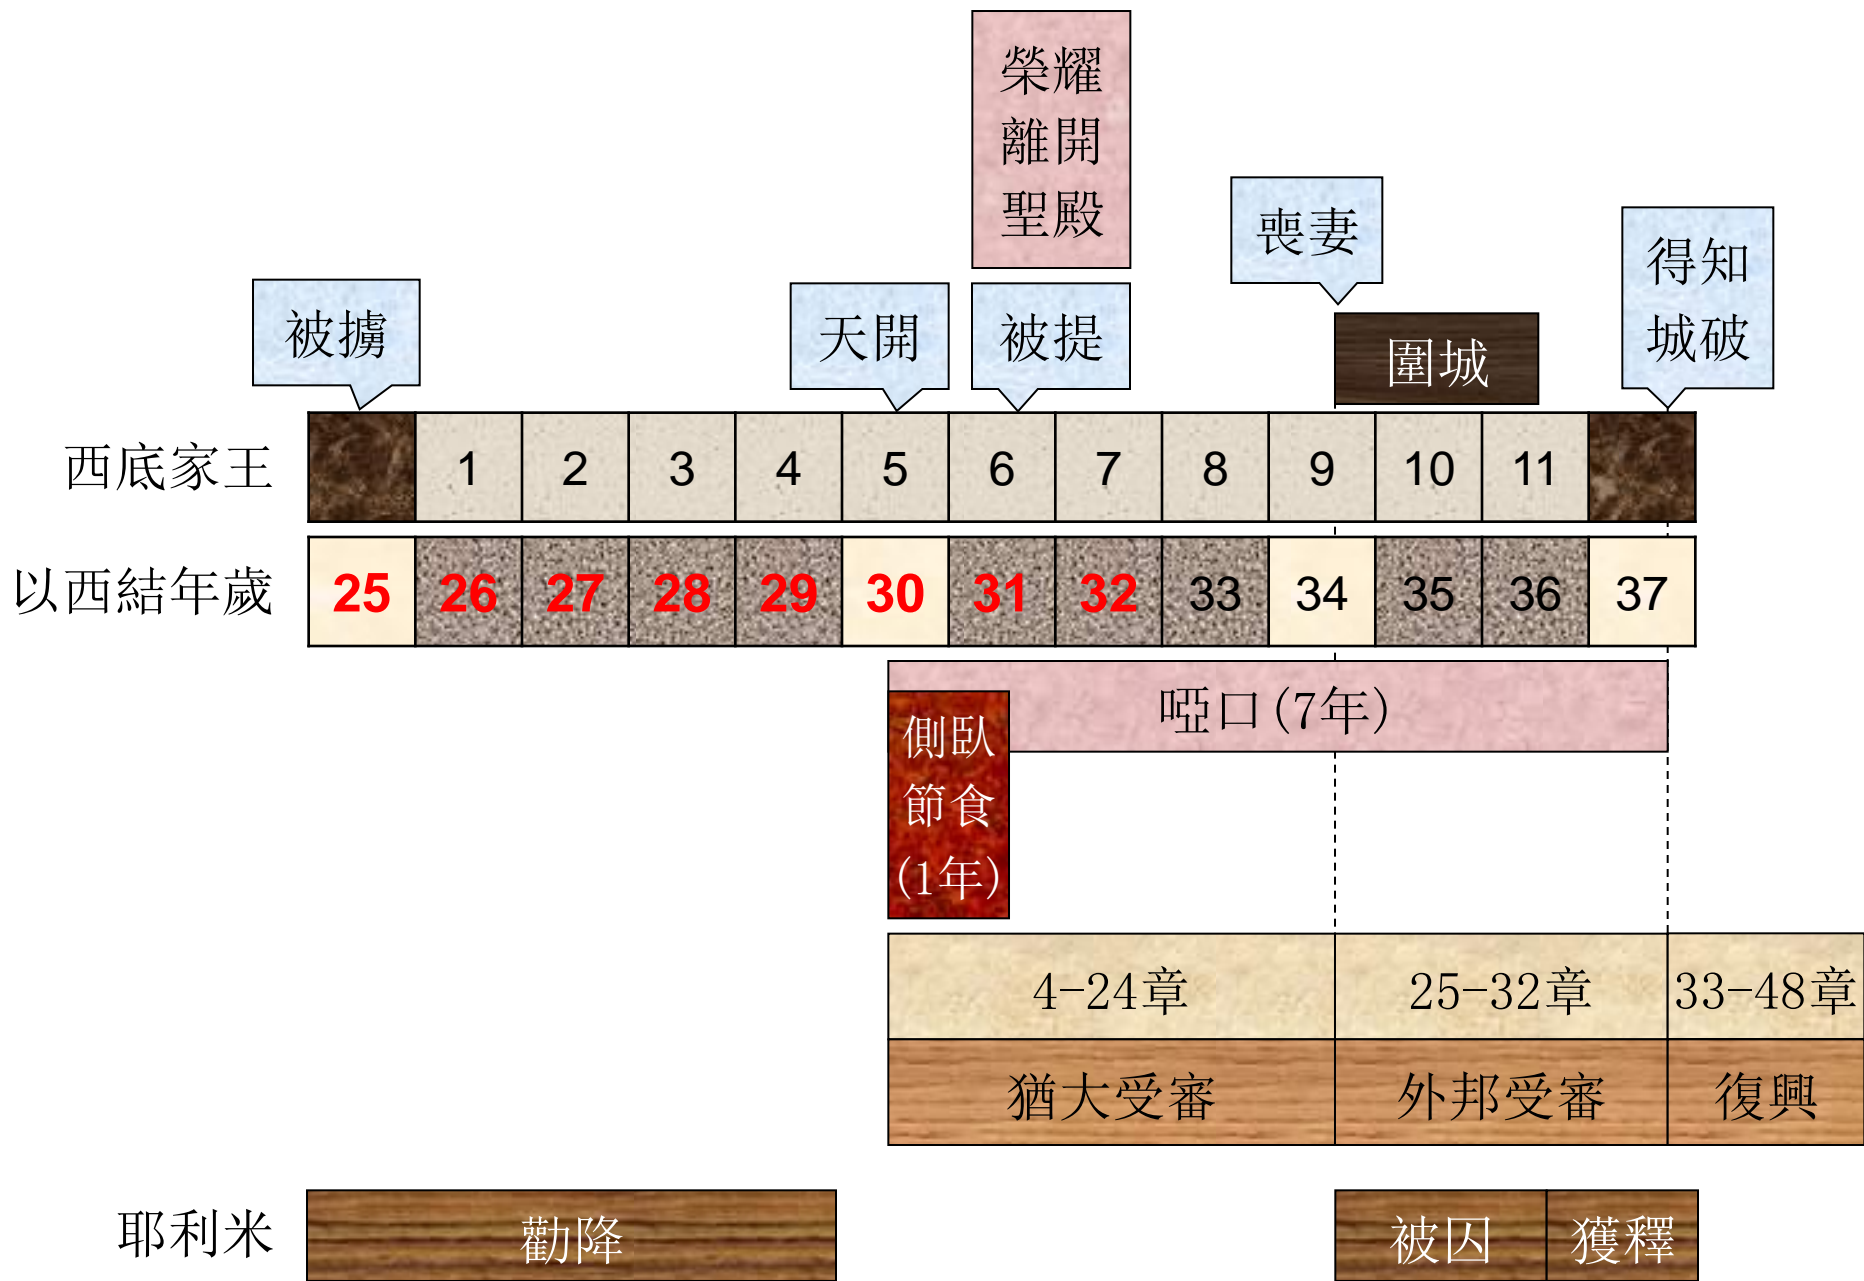 榮耀
離開
聖殿
喪妻
得知
城破
被擄
天開
被提
圍城
西底家王 1 2 3 4 5 6 7 8 9 10 11
以西結年歲 25 26 27 28 29 30 31 32 33 34 35 36 37
啞口(7年)
側臥
節食
(1年)
4-24章 25-32章 33-48章
猶大受審 外邦受審 復興
耶利米 勸降 被囚 獲釋